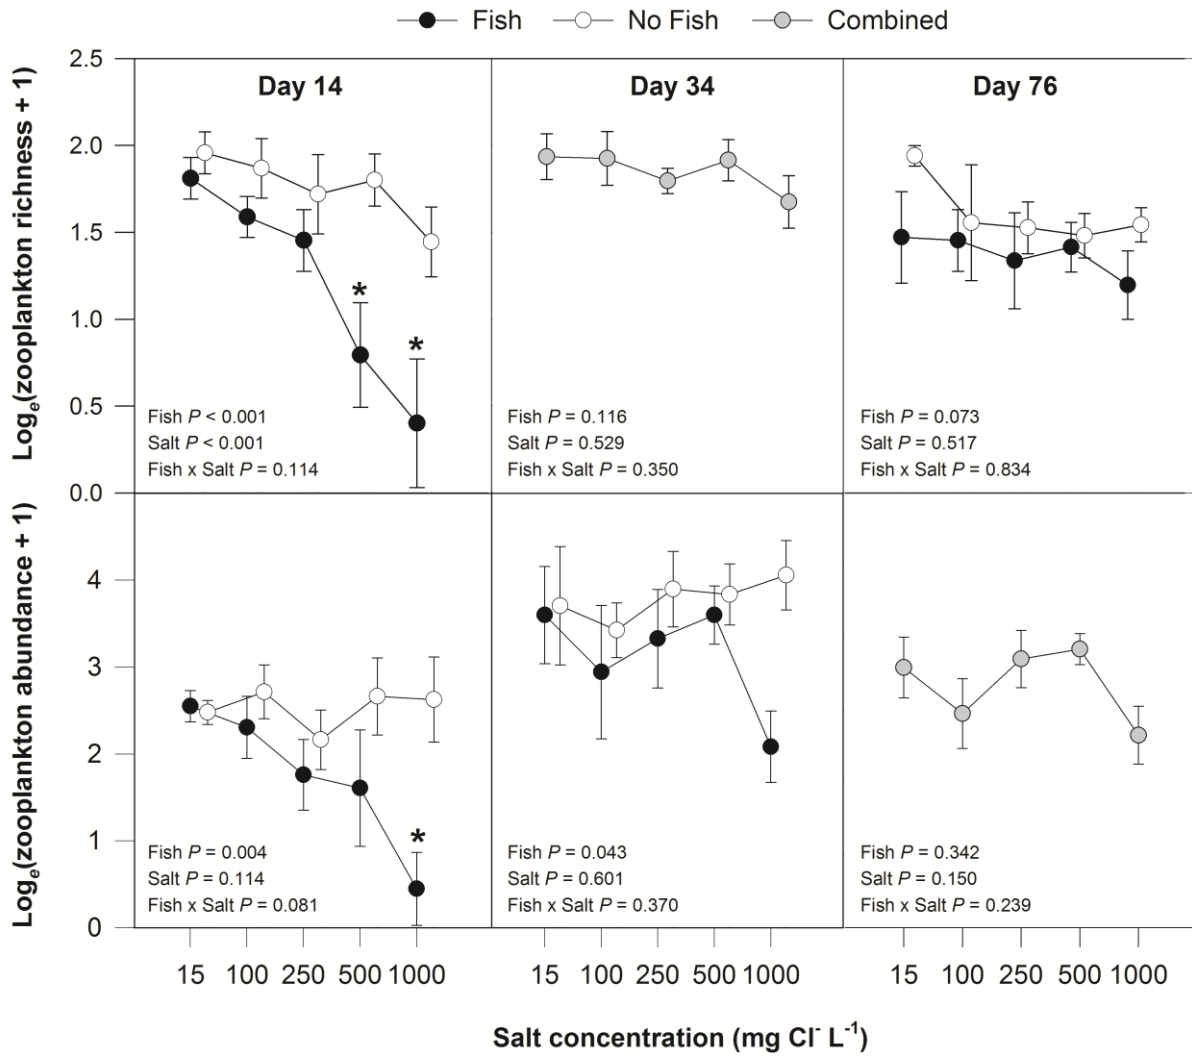 Fish No Fish Combined
Log_e(zooplankton richness + 1)
2.5
2.0
1.5
1.0
0.5
0.0
Day 14
*
*
Fish P < 0.001
Salt P < 0.001
Fish x Salt P = 0.114
Day 34
Fish P = 0.116
Salt P = 0.529
Fish x Salt P = 0.350
Day 76
Fish P = 0.073
Salt P = 0.517
Fish x Salt P = 0.834
Log_e(zooplankton abundance + 1)
4
3
2
1
0
*
Fish P = 0.004
Salt P = 0.114
Fish x Salt P = 0.081
Fish P = 0.043
Salt P = 0.601
Fish x Salt P = 0.370
Fish P = 0.342
Salt P = 0.150
Fish x Salt P = 0.239
15 100 250 500 1000 15 100 250 500 1000 15 100 250 500 1000
Salt concentration (mg Cl⁻ L⁻¹)